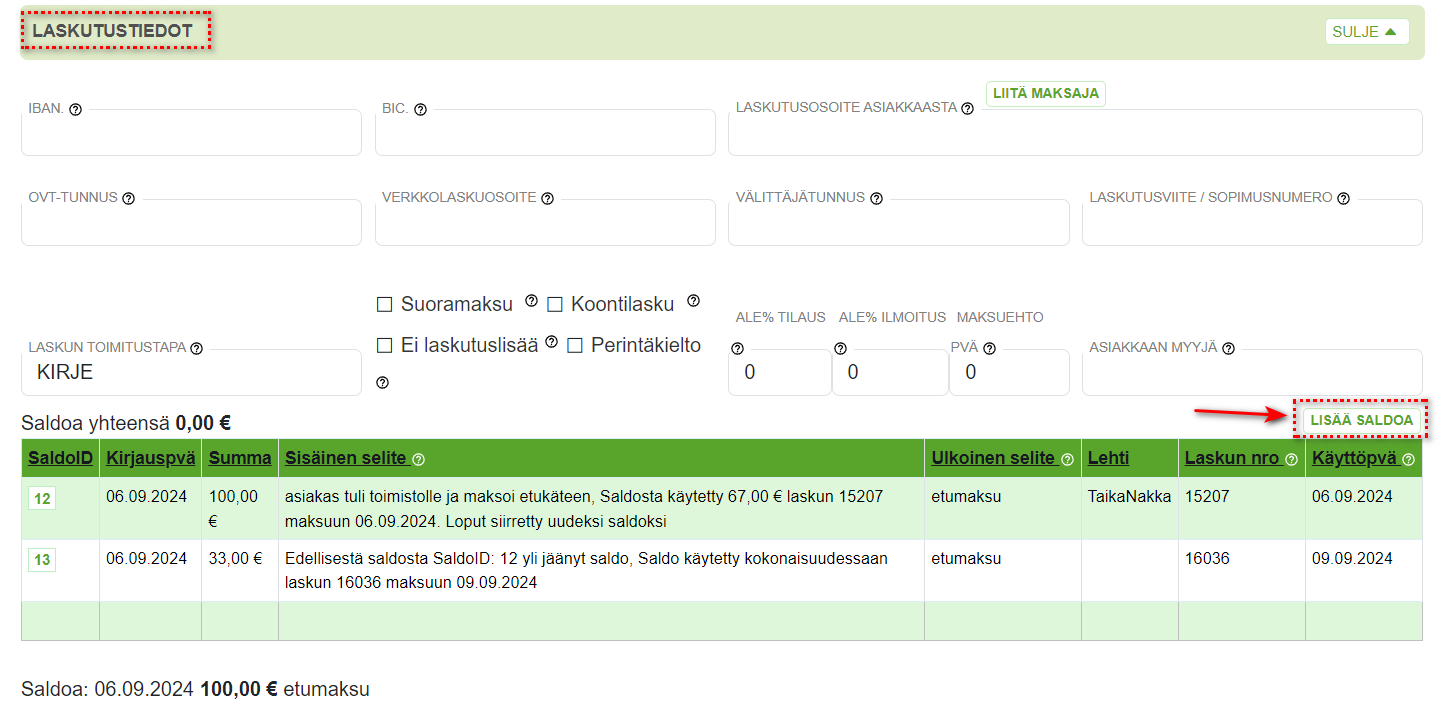 LASKUTUSTIEDOT
SULJE
IBAN.
BIC.
LASKUTUSOSOITE ASIAKKAASTA
LIITÄ MAKSAJA
OVT-TUNNUS
VERKKOLASKUOSOITE
VÄLITTÄJÄTUNNUS
LASKUTUSVIITE / SOPIMUSNUMERO
Suoramaksu
Koontilasku
Ei laskutuslisää
Perintäkielto
ALE% TILAUS
ALE% ILMOITUS
MAKSUEHTO
PVÄ
LASKUN TOIMITUSTAPA
KIRJE
0
0
0
ASIAKKAAN MYYJÄ
Saldoa yhteensä 0,00 €
LISÄÄ SALDOA
SaldoID Kirjauspvä Summa Sisäinen selite Ulkoinen selite Lehti Laskun nro Käyttöpvä
12 06.09.2024 100,00 asiakas tuli toimistolle ja maksoi etukäteen, Saldosta käytetty 67,00 € laskun 15207 etumaksu TaikaNakka 15207 06.09.2024
€ maksuun 06.09.2024. Loput siirretty uudeksi saldoksi
13 06.09.2024 33,00 € Edellisestä saldosta SaldoID: 12 yli jäänyt saldo, Saldo käytetty kokonaisuudessaan etumaksu 16036 09.09.2024
laskun 16036 maksuun 09.09.2024
Saldoa: 06.09.2024 100,00 € etumaksu